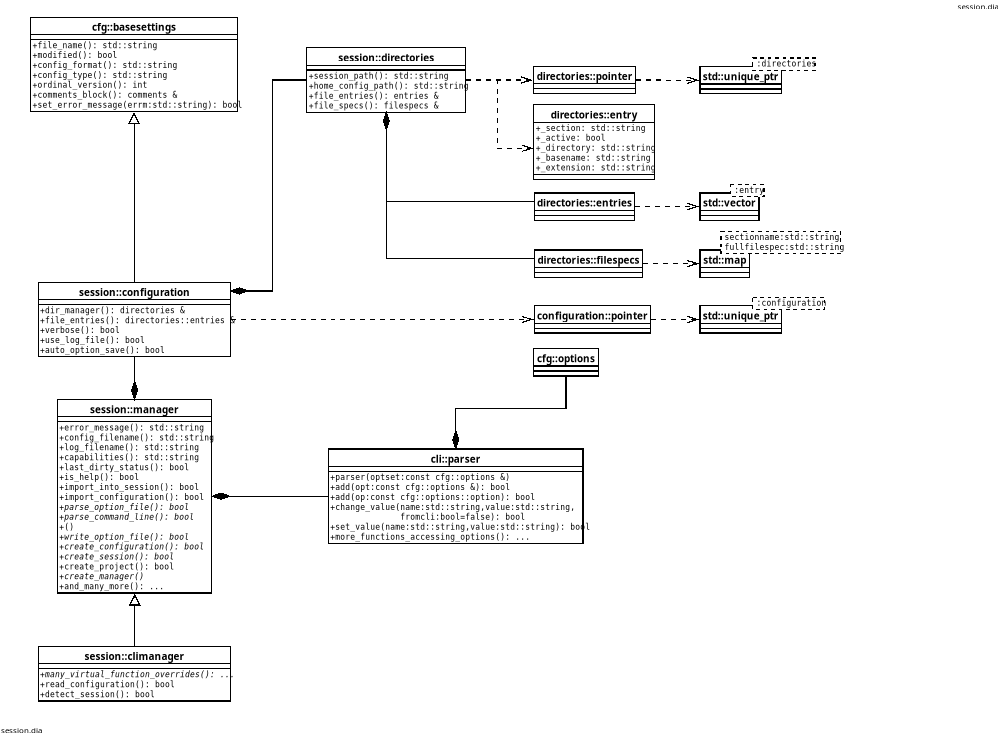 session.dia
cfg::basesettings
+file_name(): std::string
+modified(): bool
+config_format(): std::string
+config_type(): std::string
+ordinal_version(): int
+comments_block(): comments &
+set_error_message(errm:std::string): bool
session::directories
+session_path(): std::string
+home_config_path(): std::string
+file_entries(): entries &
+file_specs(): filespecs &
directories::pointer
:directories
std::unique_ptr
directories::entry
+_section: std::string
+_active: bool
+_directory: std::string
+_basename: std::string
+_extension: std::string
directories::entries
:entry
std::vector
directories::filespecs
sectionname:std::string
fullfilespec:std::string
std::map
session::configuration
+dir_manager(): directories &
+file_entries(): directories::entries &
+verbose(): bool
+use_log_file(): bool
+auto_option_save(): bool
configuration::pointer
:configuration
std::unique_ptr
cfg::options
session::manager
+error_message(): std::string
+config_filename(): std::string
+log_filename(): std::string
+capabilities(): std::string
+last_dirty_status(): bool
+is_help(): bool
+import_into_session(): bool
+import_configuration(): bool
+parse_option_file(): bool
+parse_command_line(): bool
+()
+write_option_file(): bool
+create_configuration(): bool
+create_session(): bool
+create_project(): bool
+create_manager()
+and_many_more(): ...
cli::parser
+parser(optset:const cfg::options &)
+add(opt:const cfg::options &): bool
+add(op:const cfg::options::option): bool
+change_value(name:std::string,value:std::string,
fromcli:bool=false): bool
+set_value(name:std::string,value:std::string): bool
+more_functions_accessing_options(): ...
session::climanager
+many_virtual_function_overrides(): ...
+read_configuration(): bool
+detect_session(): bool
session.dia